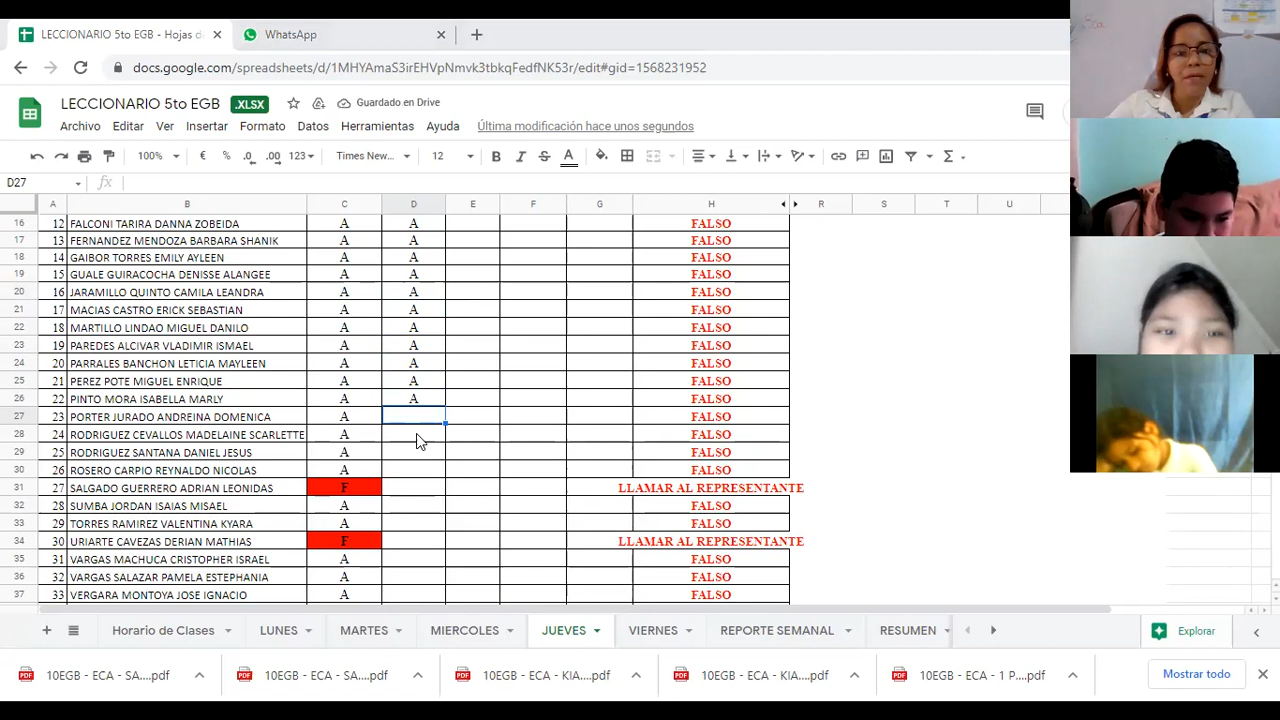 LECCIONARIO 5to EGB - Hojas d
WhatsApp
docs.google.com/spreadsheets/d/1MHYAmaS3irEHVpNmvk3tbkqFedfNK53r/edit#gid=1568231952
LECCIONARIO 5to EGB .XLSX Guardado en Drive
Archivo Editar Ver Insertar Formato Datos Herramientas Ayuda Última modificación hace unos segundos
100% € % .0 .00 123 Times New... 12 B I S A
D27 fx
A B C D E F G H R S T U
16 12 FALCONI TARIRA DANNA ZOBEIDA A A FALSO
17 13 FERNANDEZ MENDOZA BARBARA SHANIK A A FALSO
18 14 GAIBOR TORRES EMILY AYLEEN A A FALSO
19 15 GUALE GUIRACOCHA DENISSE ALANGEE A A FALSO
20 16 JARAMILLO QUINTO CAMILA LEANDRA A A FALSO
21 17 MACIAS CASTRO ERICK SEBASTIAN A A FALSO
22 18 MARTILLO LINDAO MIGUEL DANILO A A FALSO
23 19 PAREDES ALCIVAR VLADIMIR ISMAEL A A FALSO
24 20 PARRALES BANCHON LETICIA MAYLEEN A A FALSO
25 21 PEREZ POTE MIGUEL ENRIQUE A A FALSO
26 22 PINTO MORA ISABELLA MARLY A A FALSO
27 23 PORTER JURADO ANDREINA DOMENICA A FALSO
28 24 RODRIGUEZ CEVALLOS MADELAINE SCARLETTE A FALSO
29 25 RODRIGUEZ SANTANA DANIEL JESUS A FALSO
30 26 ROSERO CARPIO REYNALDO NICOLAS A FALSO
31 27 SALGADO GUERRERO ADRIAN LEONIDAS F LLAMAR AL REPRESENTANTE
32 28 SUMBA JORDAN ISAIAS MISAEL A FALSO
33 29 TORRES RAMIREZ VALENTINA KYARA A FALSO
34 30 URIARTE CAVEZAS DERIAN MATHIAS F LLAMAR AL REPRESENTANTE
35 31 VARGAS MACHUCA CRISTOPHER ISRAEL A FALSO
36 32 VARGAS SALAZAR PAMELA ESTEPHANIA A FALSO
37 33 VERGARA MONTOYA JOSE IGNACIO A FALSO
Horario de Clases LUNES MARTES MIERCOLES JUEVES VIERNES REPORTE SEMANAL RESUMEN Explorar
10EGB - ECA - SA....pdf 10EGB - ECA - SA....pdf 10EGB - ECA - KIA....pdf 10EGB - ECA - KIA....pdf 10EGB - ECA - 1 P....pdf Mostrar todo